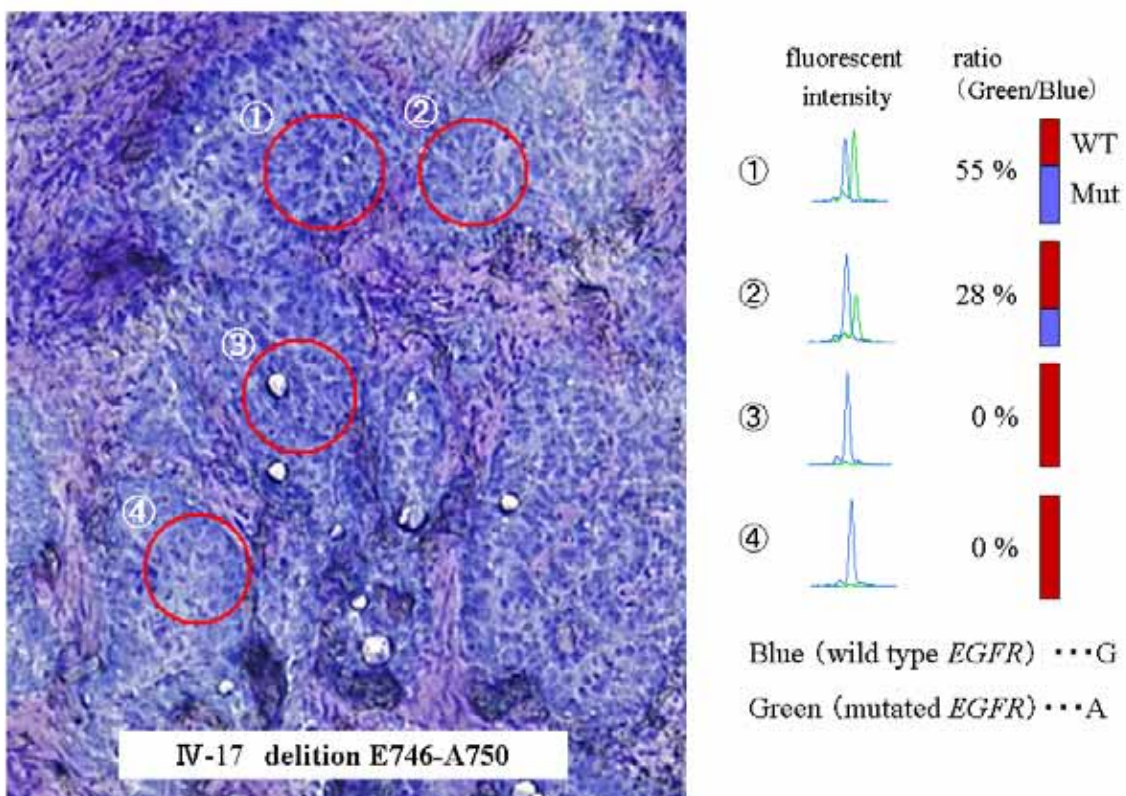 ①
②
③
④
Ⅳ-17 delition E746-A750
fluorescent
intensity
ratio
(Green/Blue)
① 55 % WT
Mut
② 28 %
③ 0 %
④ 0 %
Blue (wild type EGFR) ・・・G
Green (mutated EGFR)・・・A